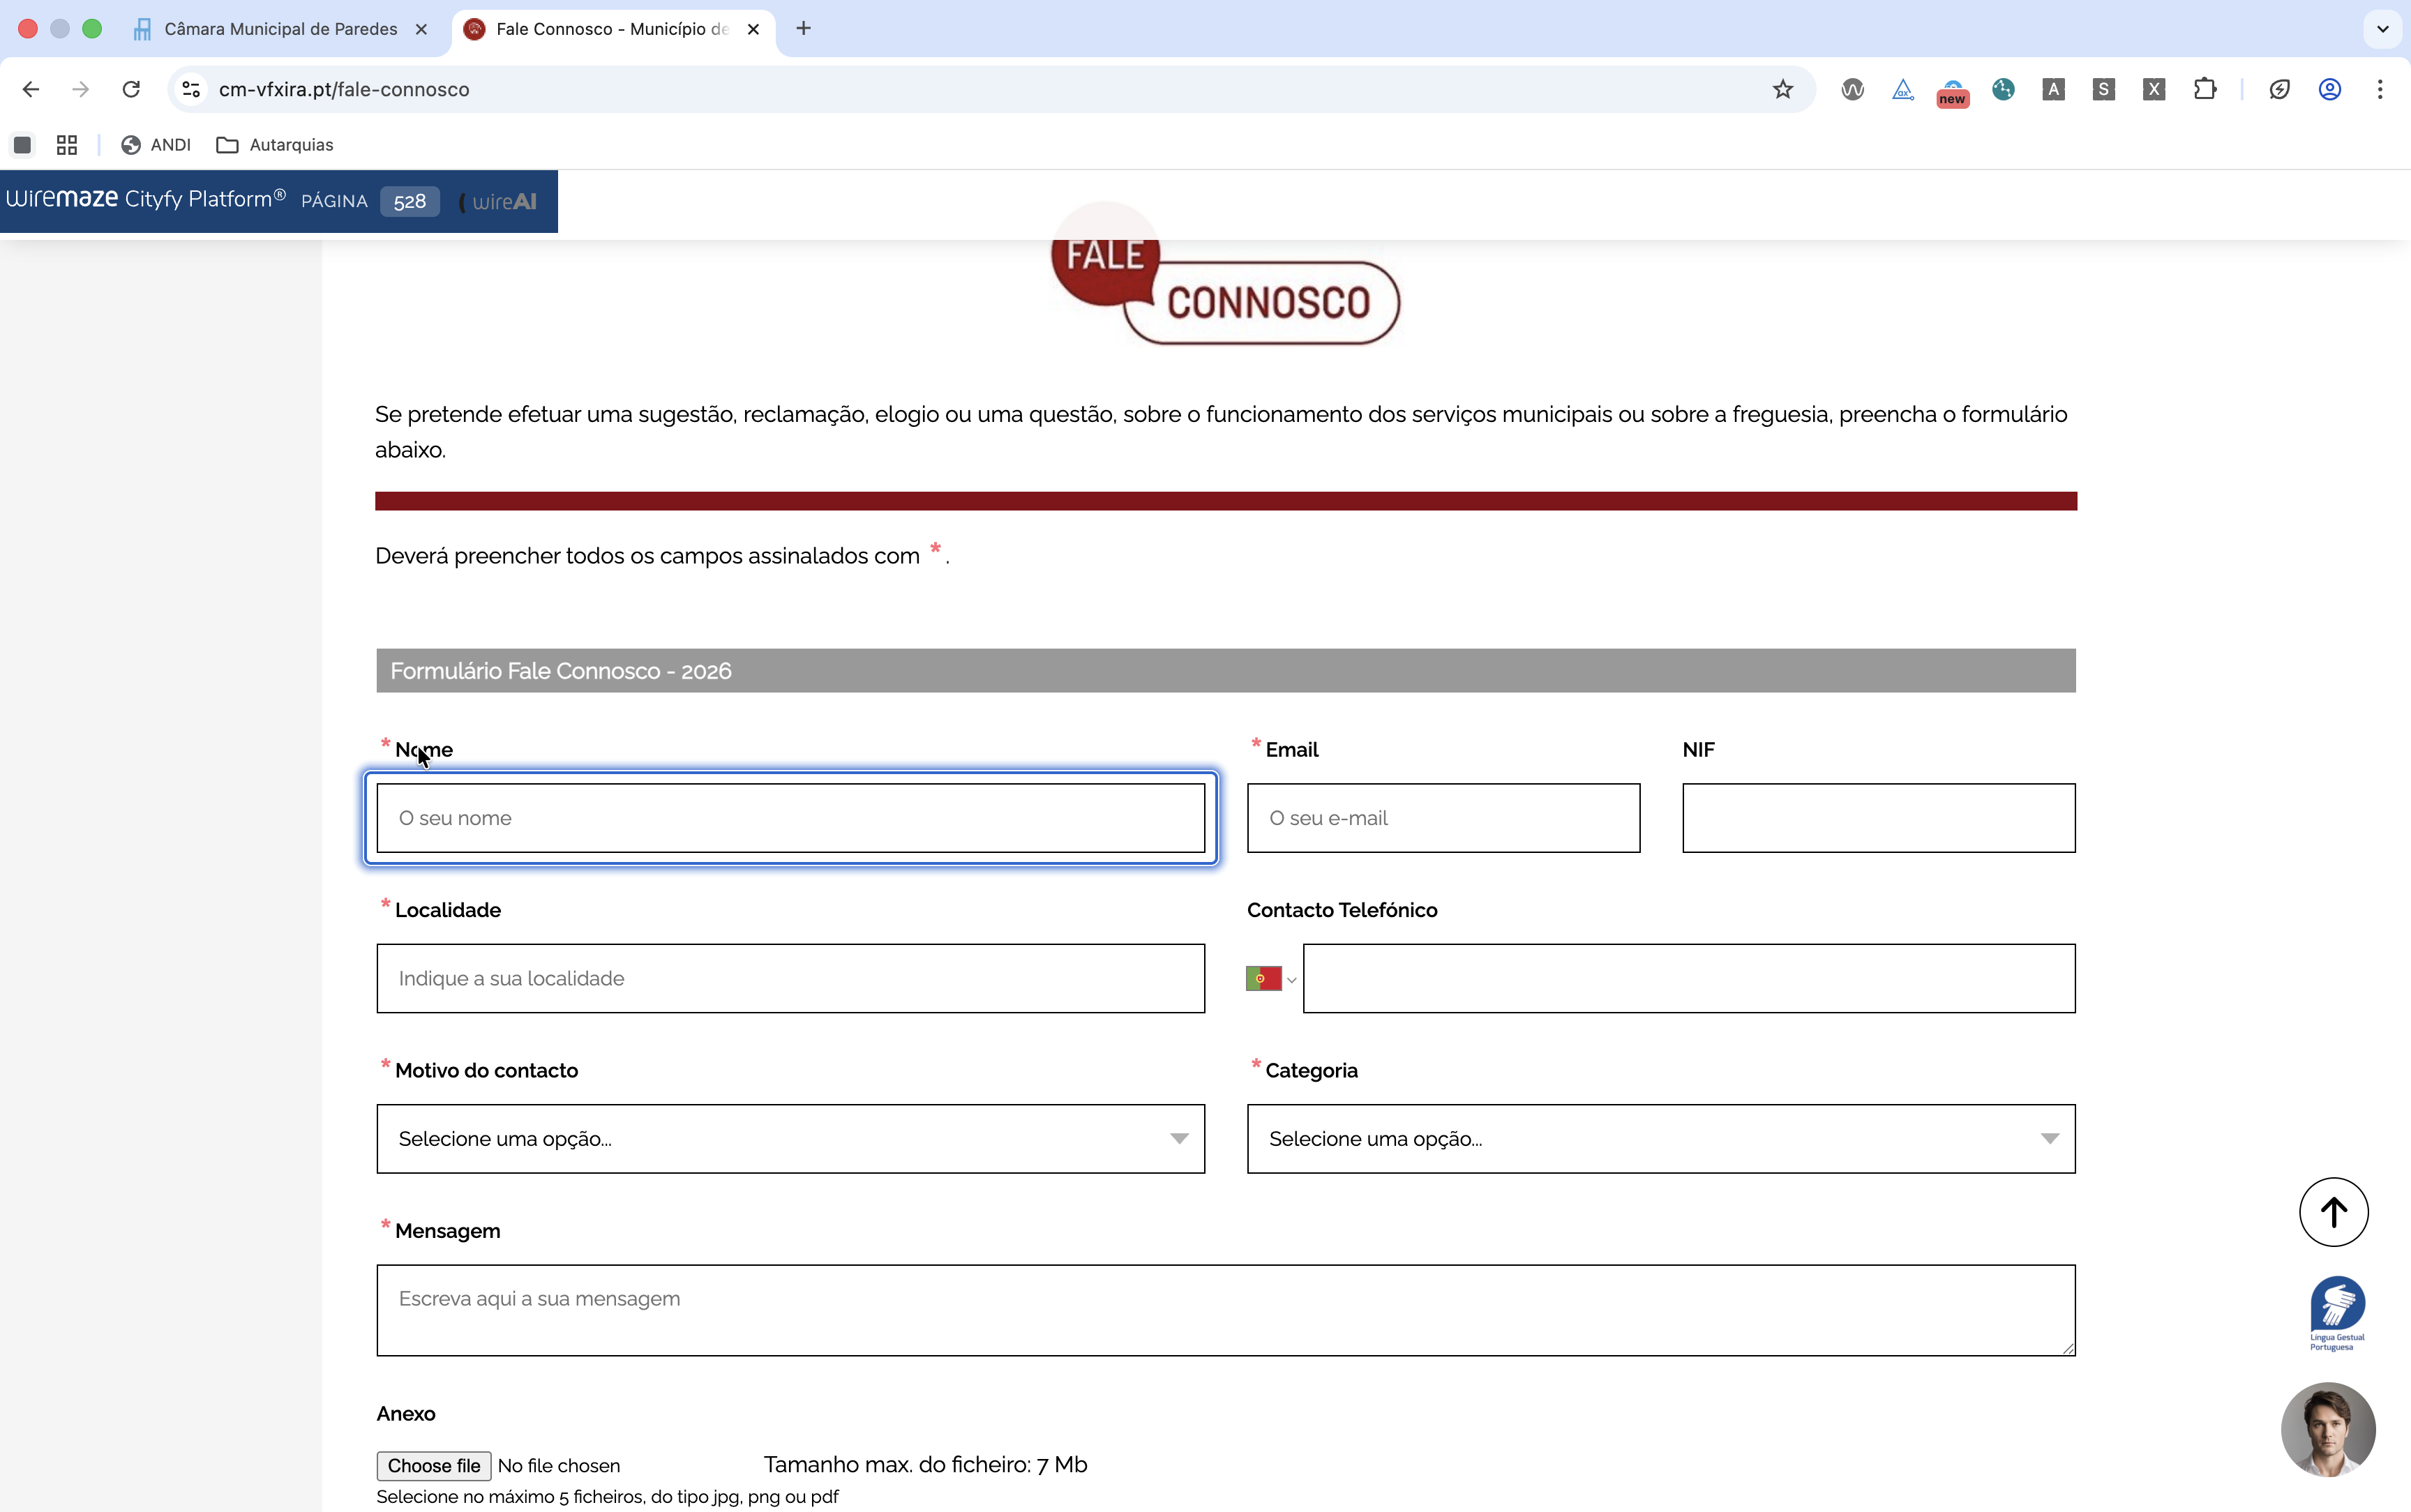 Câmara Municipal de Paredes
Fale Connosco - Município de
cm-vfxira.pt/fale-connosco
ax
new
A
S
X
ANDI
Autarquias
wiremaze Cityfy Platform® PÁGINA 528 wireAI
FALE
CONNOSCO
Se pretende efetuar uma sugestão, reclamação, elogio ou uma questão, sobre o funcionamento dos serviços municipais ou sobre a freguesia, preencha o formulário
abaixo.
Deverá preencher todos os campos assinalados com * .
Formulário Fale Connosco - 2026
* Nome
* Email
NIF
O seu nome
O seu e-mail
* Localidade
Contacto Telefónico
Indique a sua localidade
* Motivo do contacto
* Categoria
Selecione uma opção...
Selecione uma opção...
* Mensagem
Escreva aqui a sua mensagem
Língua Gestual
Portuguesa
Anexo
Choose file No file chosen
Tamanho max. do ficheiro: 7 Mb
Selecione no máximo 5 ficheiros, do tipo jpg, png ou pdf